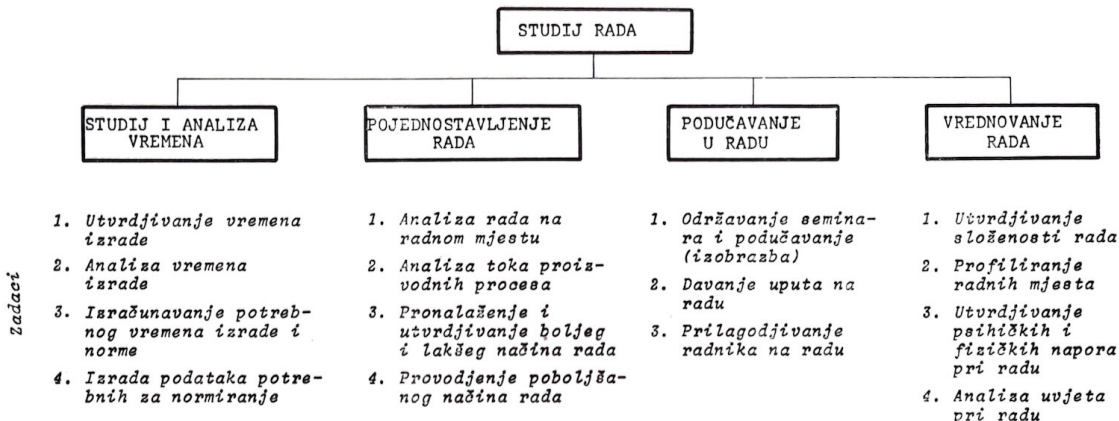 STUDIJ RADA
STUDIJ I ANALIZA
VREMENA
POJEDNOSTAVLJENJE
RADA
PODUČAVANJE
U RADU
VREDNOVANJE
RADA
Zadaci
1. Utvrdjivanje vremena
izrade
2. Analiza vremena
izrade
3. Izračunavanje potreb-
nog vremena izrade i
norme
4. Izrada podataka potre-
bnih za normiranje
1. Analiza rada na
radnom mjestu
2. Analiza toka proiz-
vodnih procesa
3. Pronalaženje i
utvrdjivanje boljeg
i lakšeg načina rada
4. Provodjenje poboljša-
nog načina rada
1. Održavanje semina-
ra i podučavanje
(izobrazba)
2. Davanje uputa na
radu
3. Prilagodjivanje
radnika na radu
1. Utvrdjivanje
složenosti rada
2. Profiliranje
radnih mjesta
3. Utvrdjivanje
psihičkih i
fizičkih napora
pri radu
4. Analiza uvjeta
pri radu